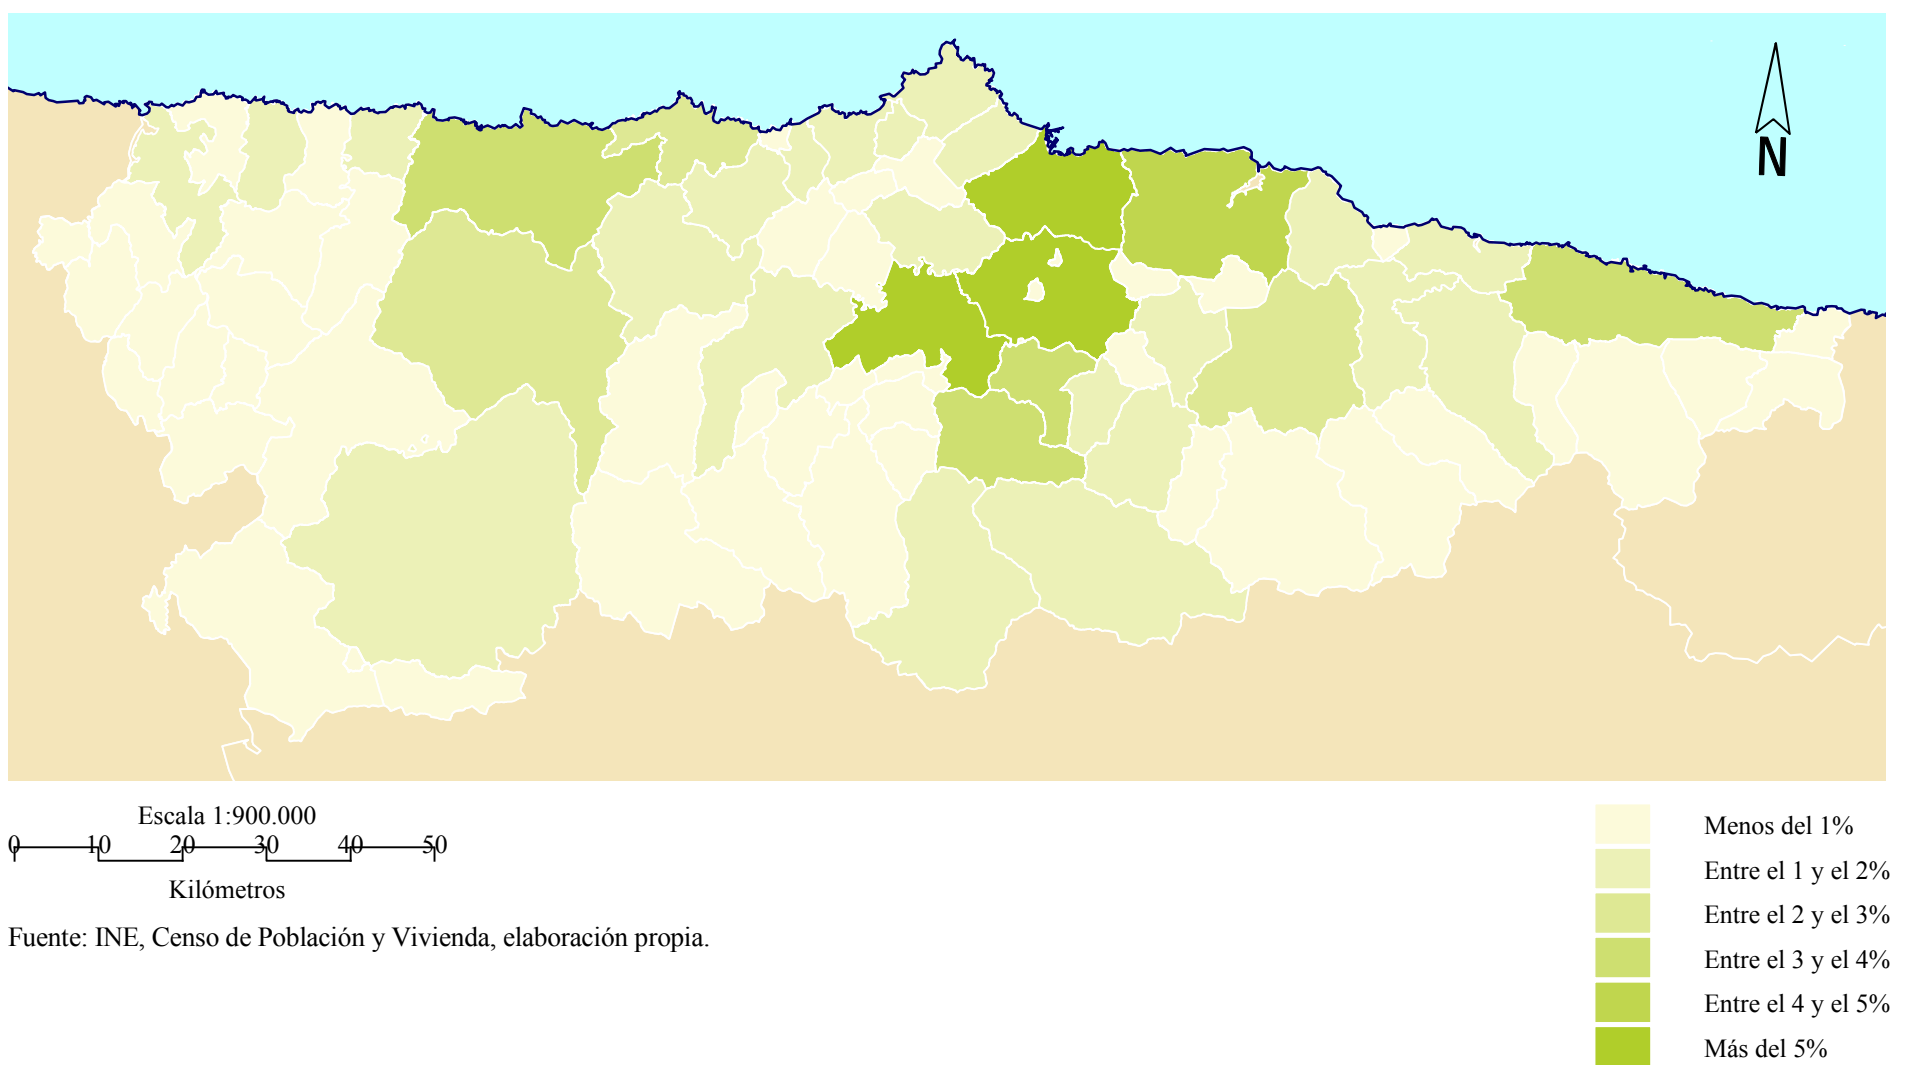 N
Escala 1:900.000
0 10 20 30 40 50
Kilómetros
Fuente: INE, Censo de Población y Vivienda, elaboración propia.
Menos del 1%
Entre el 1 y el 2%
Entre el 2 y el 3%
Entre el 3 y el 4%
Entre el 4 y el 5%
Más del 5%